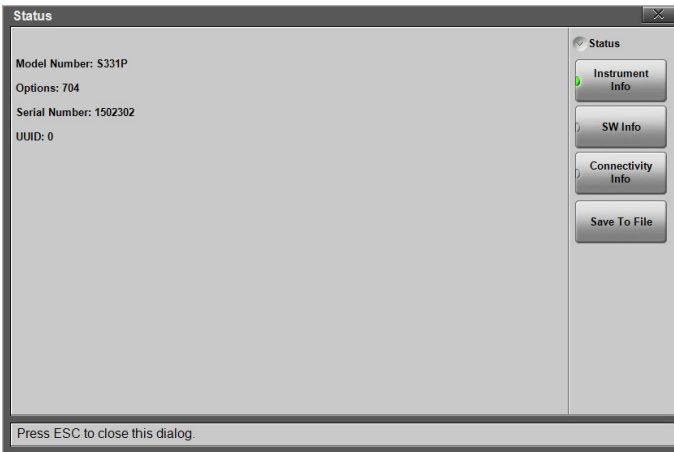 Status
Model Number: S331P
Options: 704
Serial Number: 1502302
UUID: 0
Status
Instrument
Info
SW Info
Connectivity
Info
Save To File
Press ESC to close this dialog.